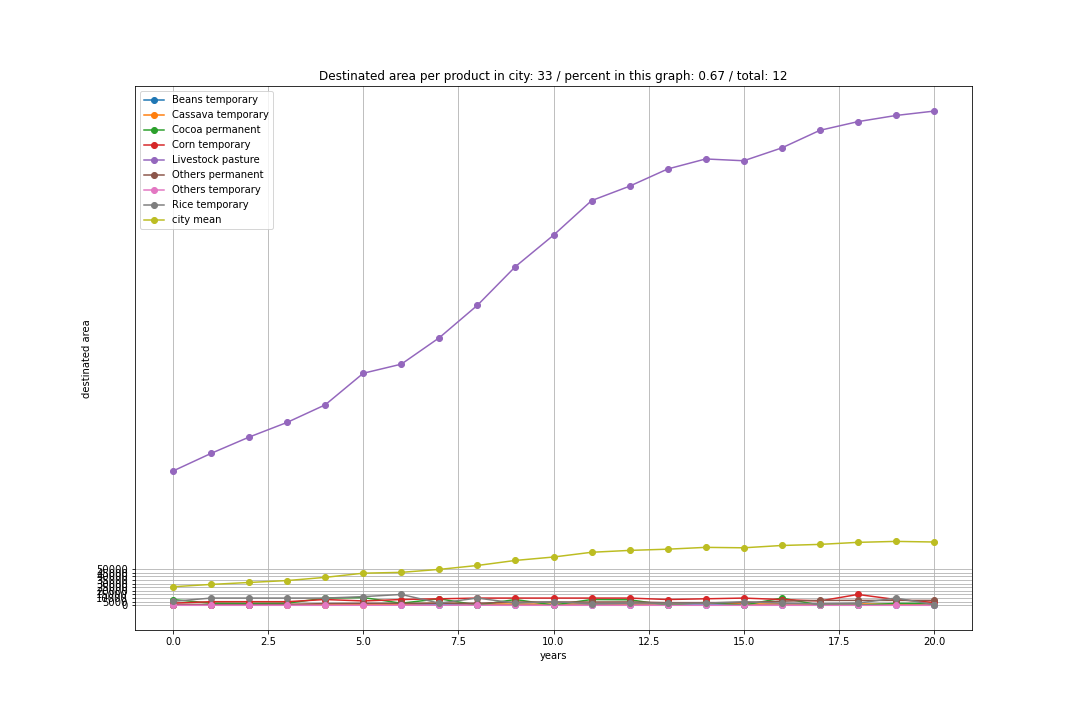 Destinated area per product in city: 33 / percent in this graph: 0.67 / total: 12
Beans temporary
Cassava temporary
Cocoa permanent
Corn temporary
Livestock pasture
Others permanent
Others temporary
Rice temporary
city mean
destinated area
50000
5000
0
0.0 2.5 5.0 7.5 10.0 12.5 15.0 17.5 20.0
years